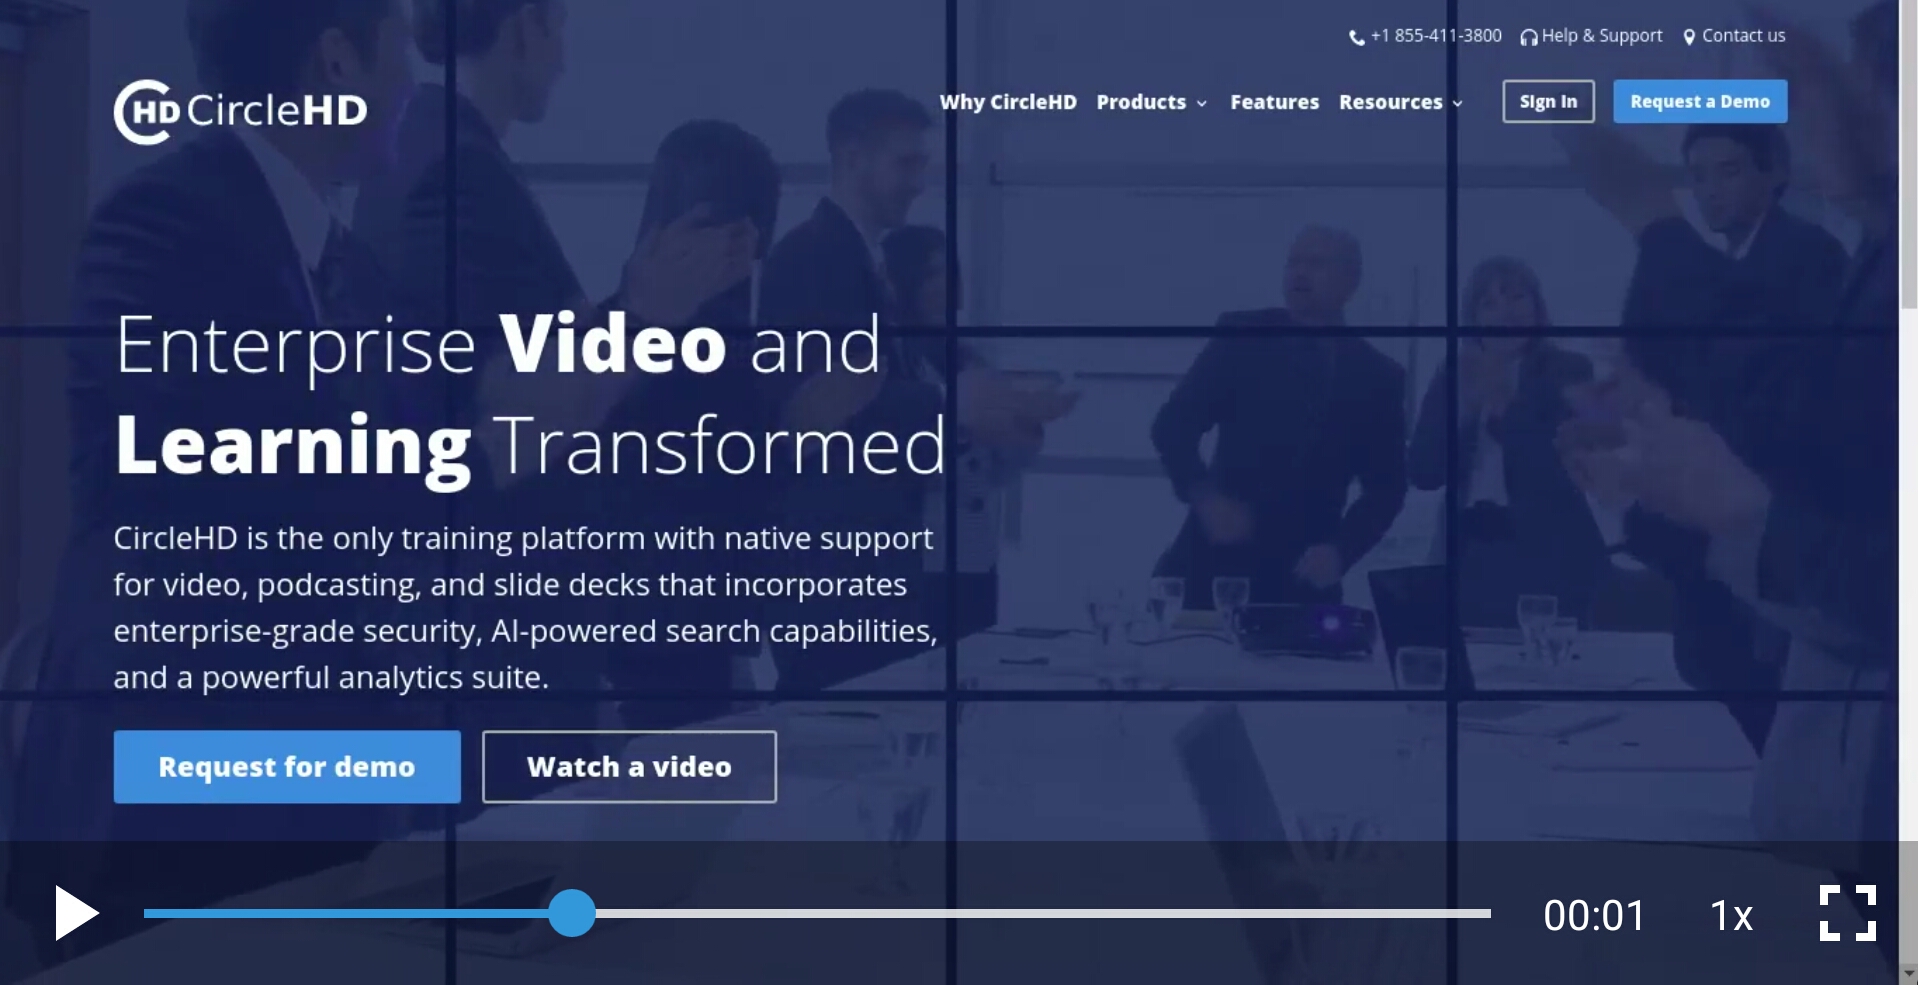 +1 855-411-3800 Help & Support Contact us
HD CircleHD
Why CircleHD Products Features Resources Sign In Request a Demo
Enterprise Video and
Learning Transformed
CircleHD is the only training platform with native support
for video, podcasting, and slide decks that incorporates
enterprise-grade security, AI-powered search capabilities,
and a powerful analytics suite.
Request for demo Watch a video
00:01 1x